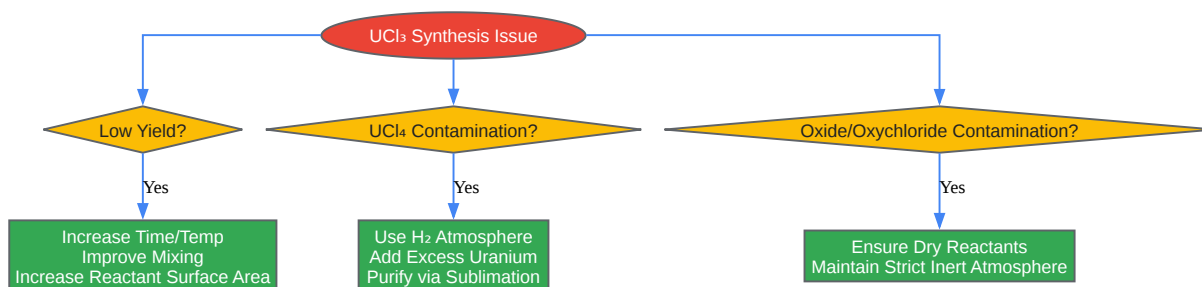 UCl₃ Synthesis Issue
Low Yield?
UCl₄ Contamination?
Oxide/Oxychloride Contamination?
Yes
Yes
Yes
Increase Time/Temp
Improve Mixing
Increase Reactant Surface Area
Use H₂ Atmosphere
Add Excess Uranium
Purify via Sublimation
Ensure Dry Reactants
Maintain Strict Inert Atmosphere